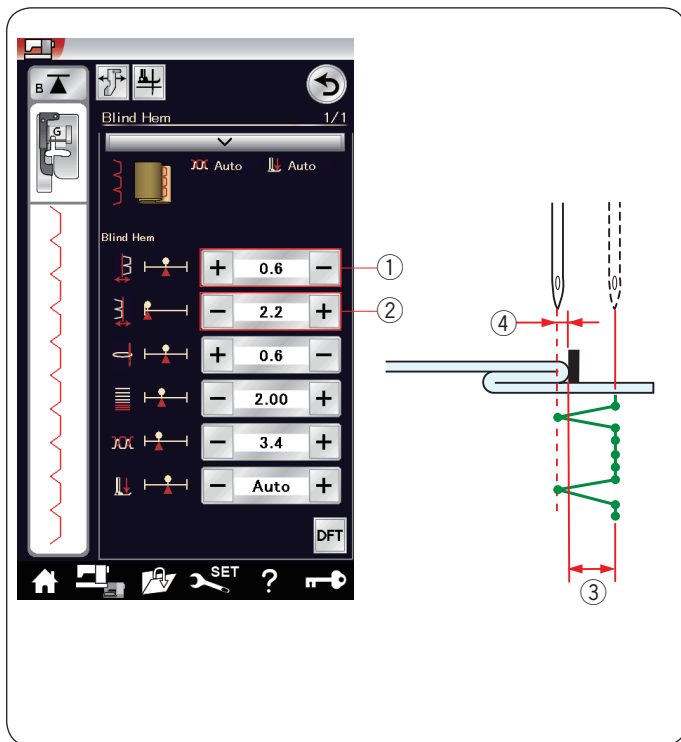 B
G
Blind Hem 1/1
Auto Auto
Blind Hem
+ 0.6 − ①
− 2.2 + ②
+ 0.6 −
− 2.00 +
− 3.4 +
− Auto +
DFT
SET ?
④
③